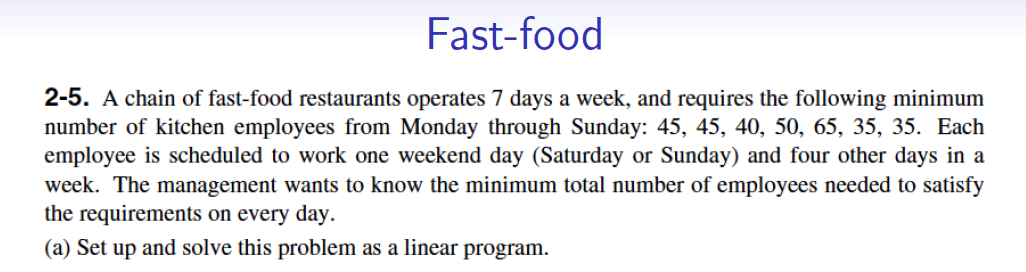 Fast-food
2-5. A chain of fast-food restaurants operates 7 days a week, and requires the following minimum
number of kitchen employees from Monday through Sunday: 45, 45, 40, 50, 65, 35, 35. Each
employee is scheduled to work one weekend day (Saturday or Sunday) and four other days in a
week. The management wants to know the minimum total number of employees needed to satisfy
the requirements on every day.
(a) Set up and solve this problem as a linear program.